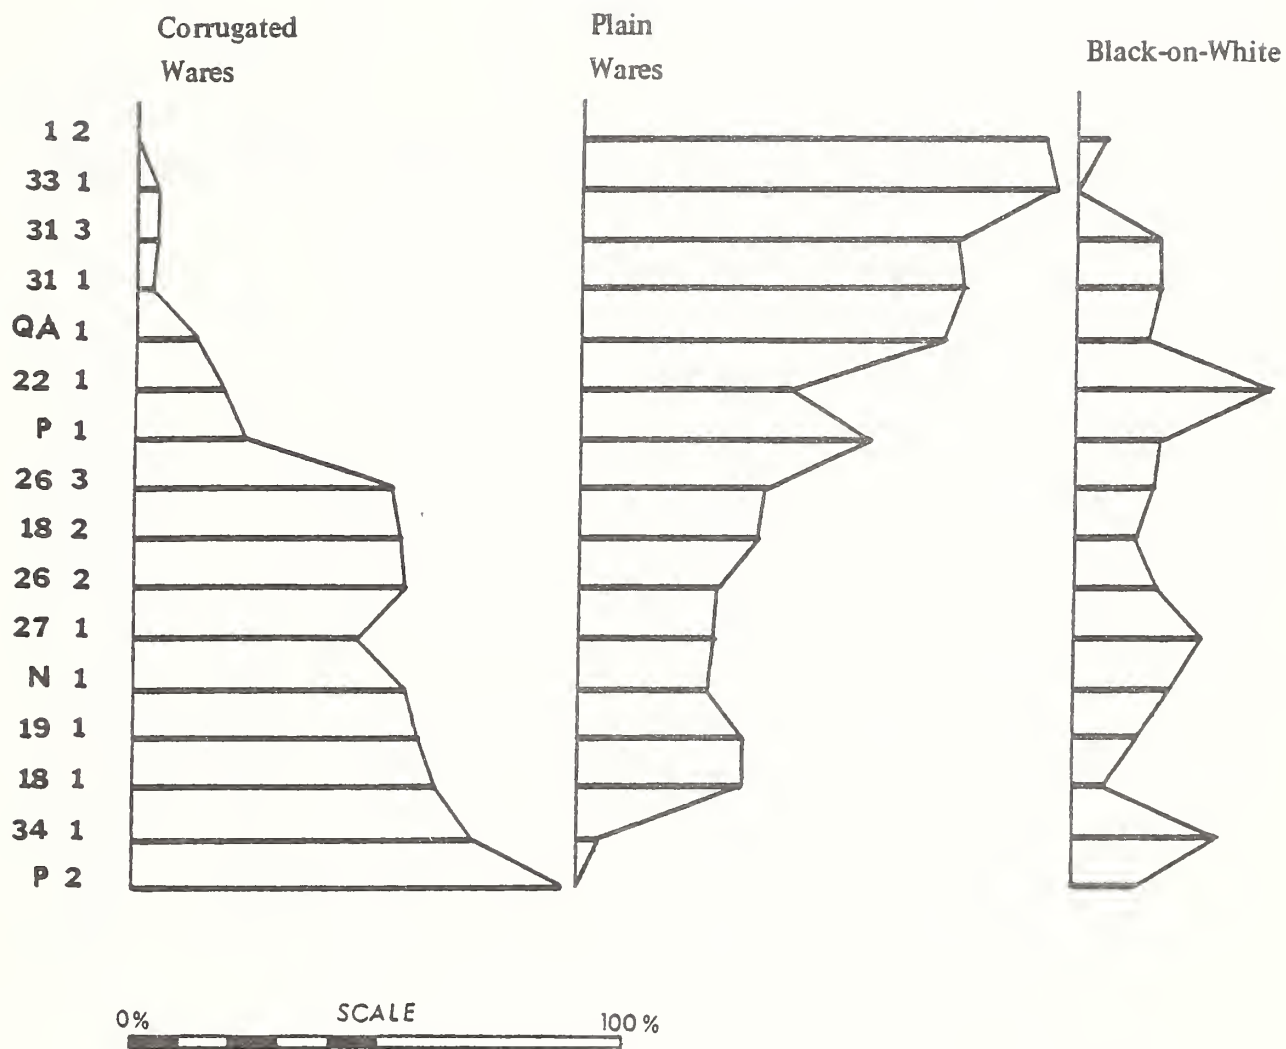 Corrugated
Wares
Plain
Wares
Black-on-White
1 2
33 1
31 3
31 1
QA 1
22 1
P 1
26 3
18 2
26 2
27 1
N 1
19 1
18 1
34 1
P 2
SCALE
0% 100%